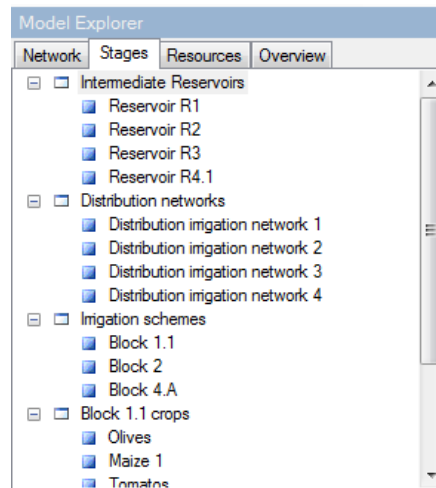 Model Explorer
Network Stages Resources Overview
Intermediate Reservoirs
Reservoir R1
Reservoir R2
Reservoir R3
Reservoir R4.1
Distribution networks
Distribution irrigation network 1
Distribution irrigation network 2
Distribution irrigation network 3
Distribution irrigation network 4
Irrigation schemes
Block 1.1
Block 2
Block 4.A
Block 1.1 crops
Olives
Maize 1
Tomatos